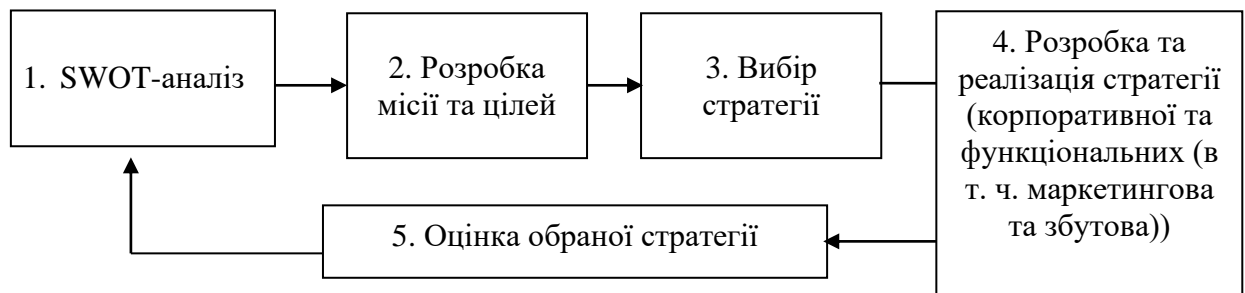 1. SWOT-аналіз
2. Розробка
місії та цілей
3. Вибір
стратегії
4. Розробка та
реалізація стратегії
(корпоративної та
функціональних (в
т. ч. маркетингова
та збутова))
5. Оцінка обраної стратегії